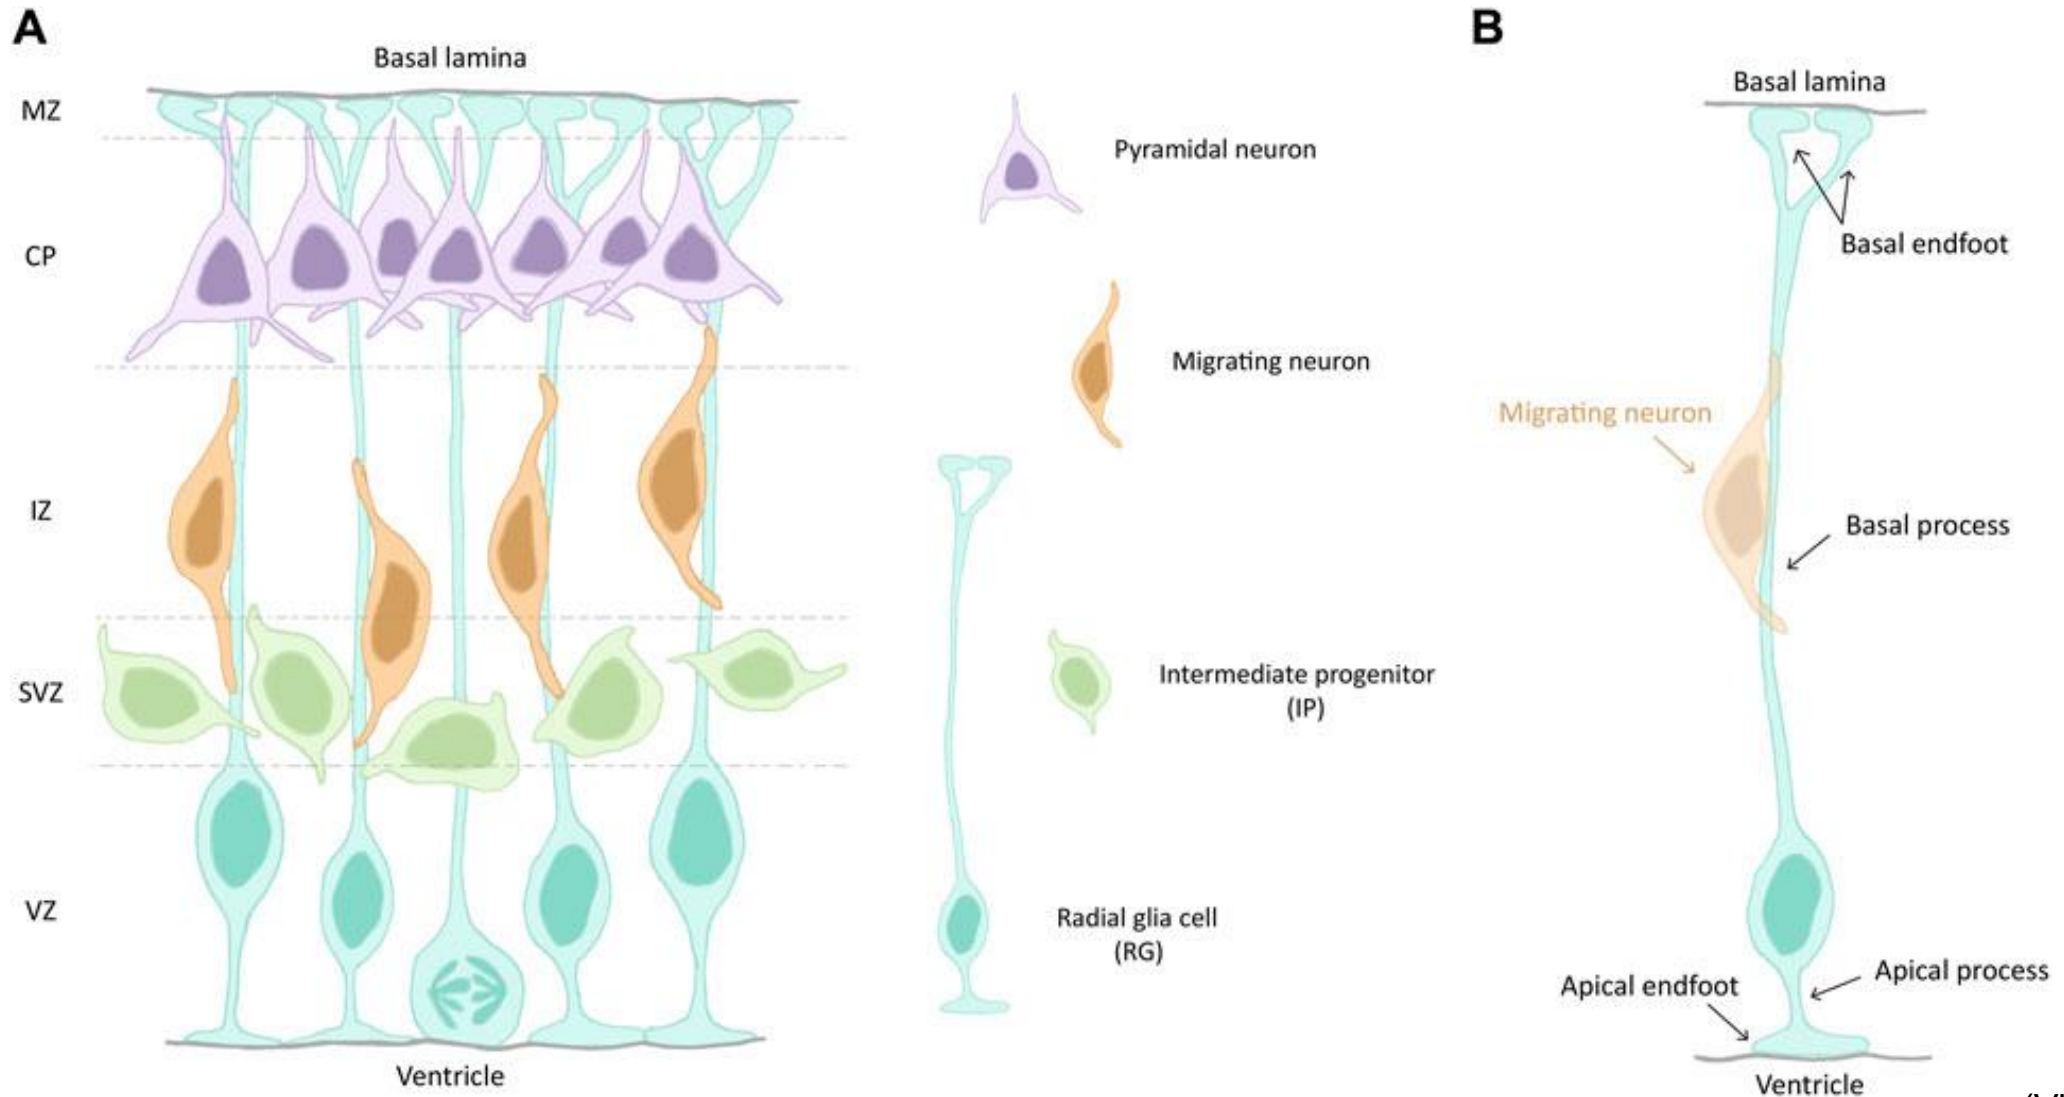 A
Basal lamina
MZ
CP
IZ
SVZ
VZ
Ventricle
Pyramidal neuron
Migrating neuron
Intermediate progenitor
(IP)
Radial glia cell
(RG)
B
Basal lamina
Basal endfoot
Migrating neuron
Basal process
Apical process
Apical endfoot
Ventricle